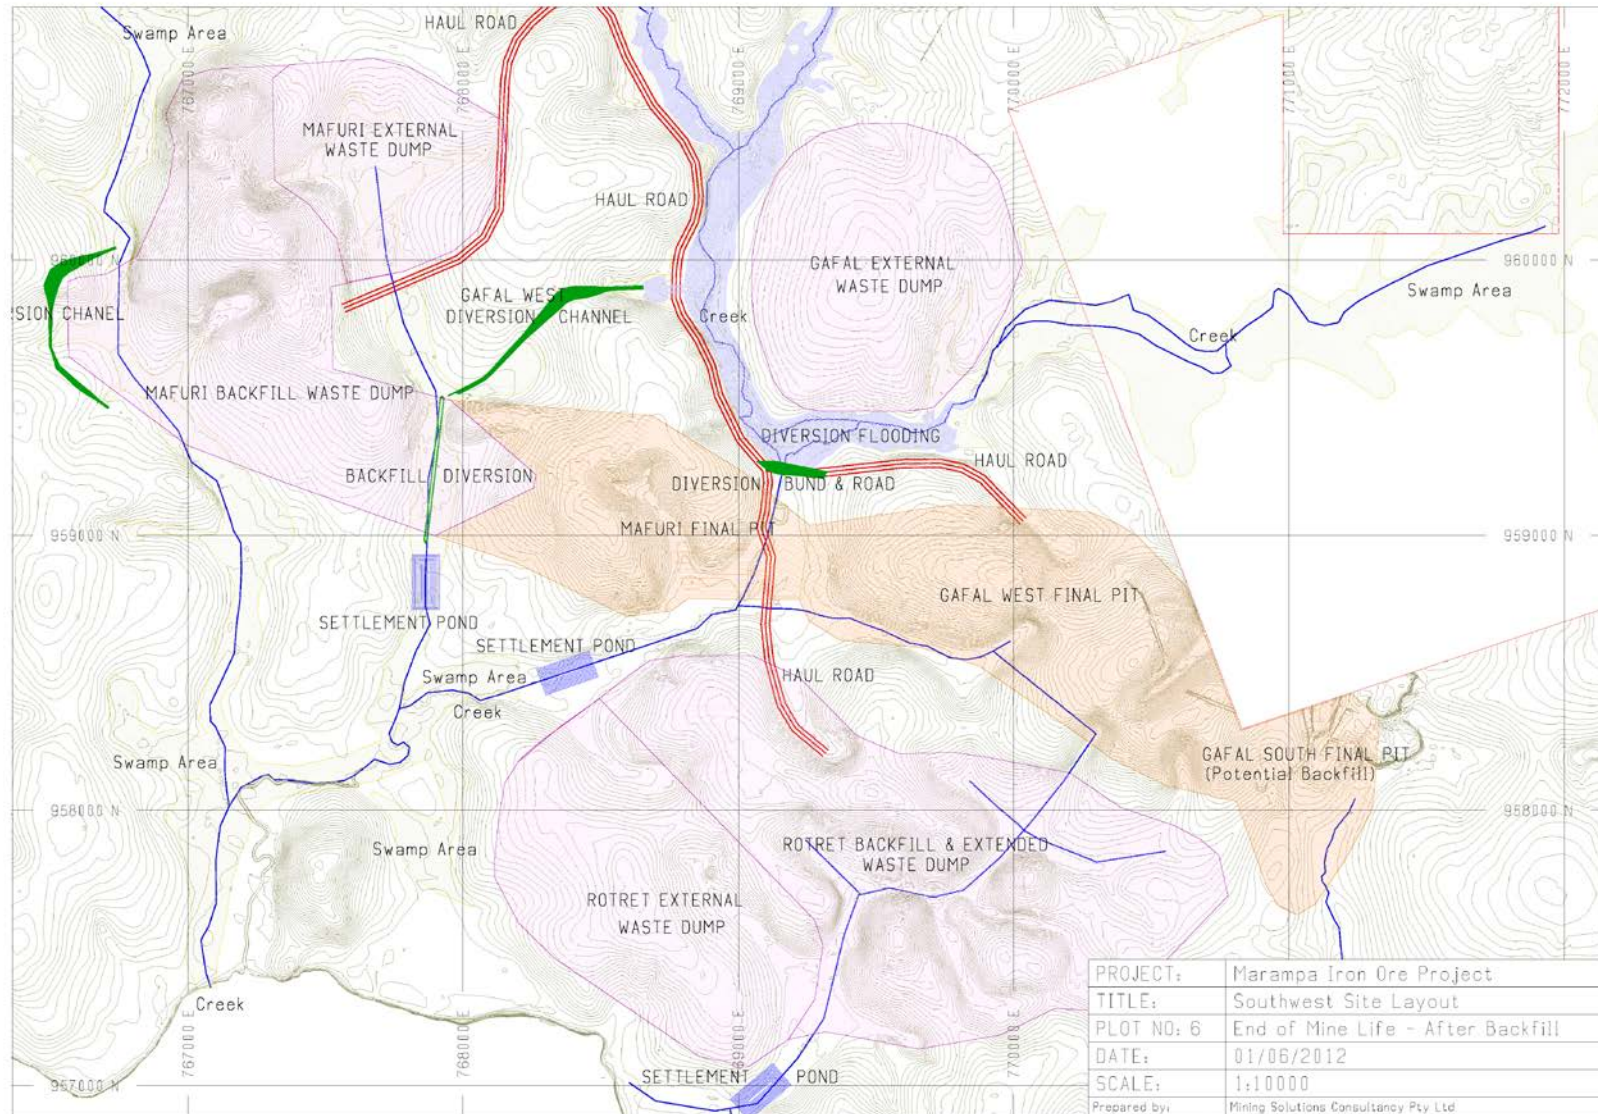 HAUL ROAD
Swamp Area
767000 E
768000 E
769000 E
770000 E
771000 E
772000 E
MAFURI EXTERNAL
WASTE DUMP
HAUL ROAD
960000 N
GAFAL EXTERNAL
WASTE DUMP
960000 N
GAFAL WEST
DIVERSION CHANNEL
SION CHANEL
Creek
Swamp Area
Creek
MAFURI BACKFILL WASTE DUMP
DIVERSION FLOODING
HAUL ROAD
BACKFILL DIVERSION
DIVERSION BUND & ROAD
MAFURI FINAL PIT
959000 N
959000 N
GAFAL WEST FINAL PIT
SETTLEMENT POND
SETTLEMENT POND
Swamp Area
HAUL ROAD
Creek
Swamp Area
GAFAL SOUTH FINAL PIT
(Potential Backfill)
958000 N
958000 N
Swamp Area
ROTRET BACKFILL & EXTENDED
WASTE DUMP
ROTRET EXTERNAL
WASTE DUMP
Creek
767000 E
768000 E
769000 E
770000 E
957000 N
SETTLEMENT POND
PROJECT: Marampa Iron Ore Project
TITLE: Southwest Site Layout
PLOT NO: 6 End of Mine Life - After Backfill
DATE: 01/06/2012
SCALE: 1:10000
Prepared by: Mining Solutions Consultancy Pty Ltd